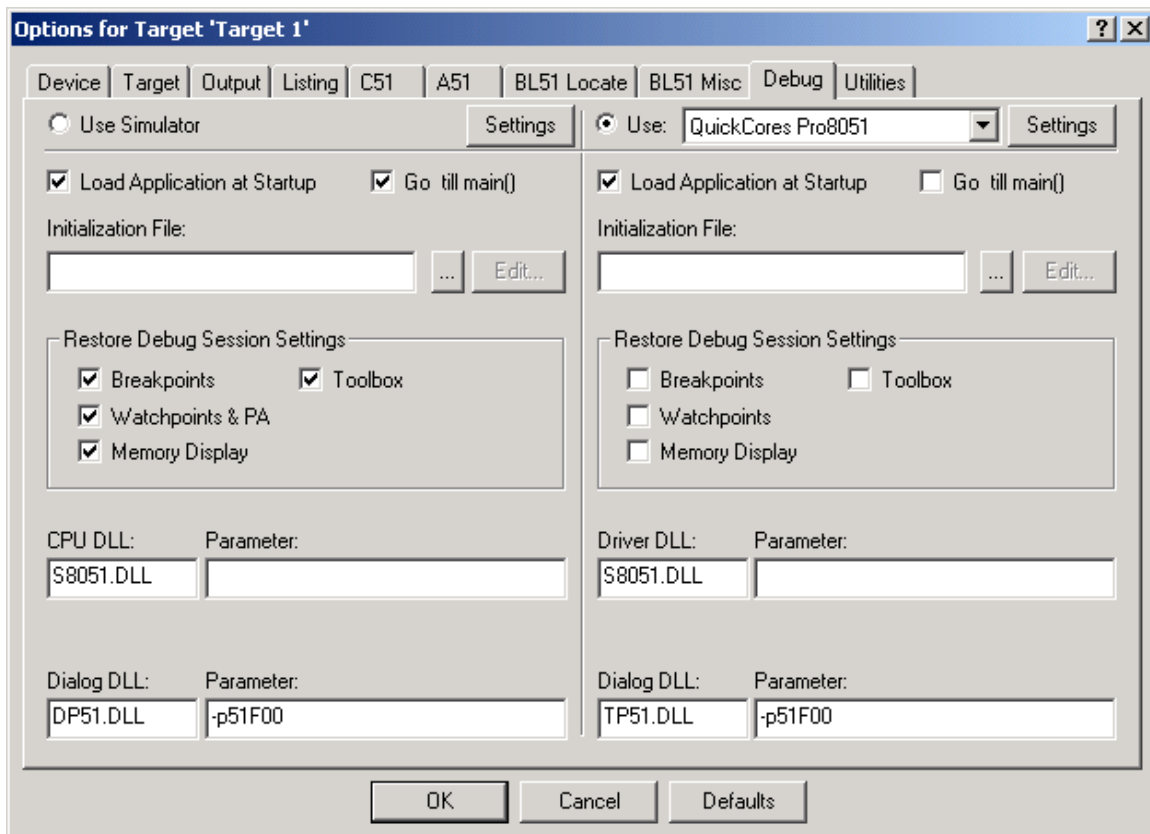 Options for Target 'Target 1'
Device Target Output Listing C51 A51 BL51 Locate BL51 Misc Debug Utilities
Use Simulator Settings Use: QuickCores Pro8051 Settings
Load Application at Startup Go till main() Load Application at Startup Go till main()
Initialization File: Initialization File:
... Edit... ... Edit...
Restore Debug Session Settings Restore Debug Session Settings
Breakpoints Toolbox Breakpoints Toolbox
Watchpoints & PA Watchpoints
Memory Display Memory Display
CPU DLL: Parameter: Driver DLL: Parameter:
S8051.DLL S8051.DLL
Dialog DLL: Parameter: Dialog DLL: Parameter:
DP51.DLL -p51F00 TP51.DLL -p51F00
OK Cancel Defaults